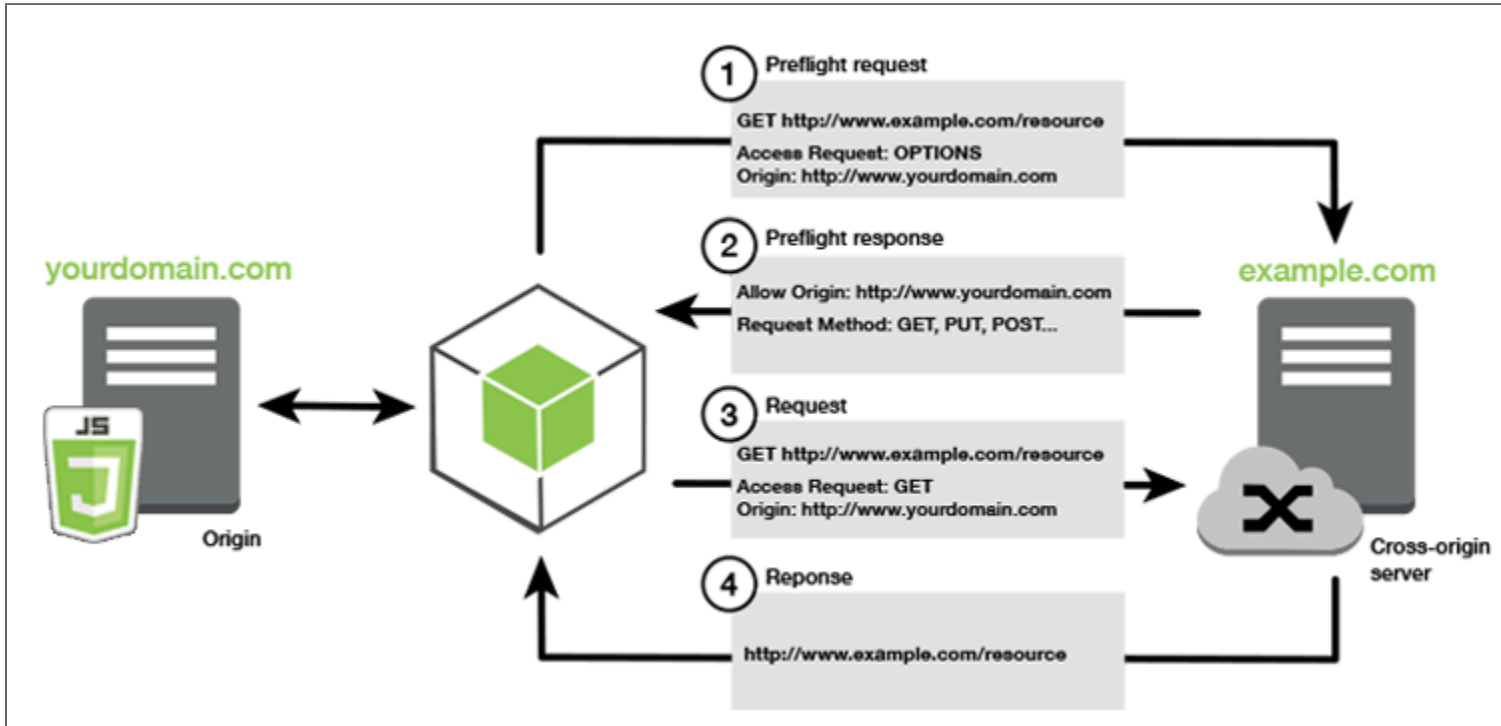 yourdomain.com
JS
Origin
1
Preflight request
GET http://www.example.com/resource
Access Request: OPTIONS
Origin: http://www.yourdomain.com
2
Preflight response
Allow Origin: http://www.yourdomain.com
Request Method: GET, PUT, POST...
3
Request
GET http://www.example.com/resource
Access Request: GET
Origin: http://www.yourdomain.com
4
Reponse
http://www.example.com/resource
example.com
Cross-origin
server